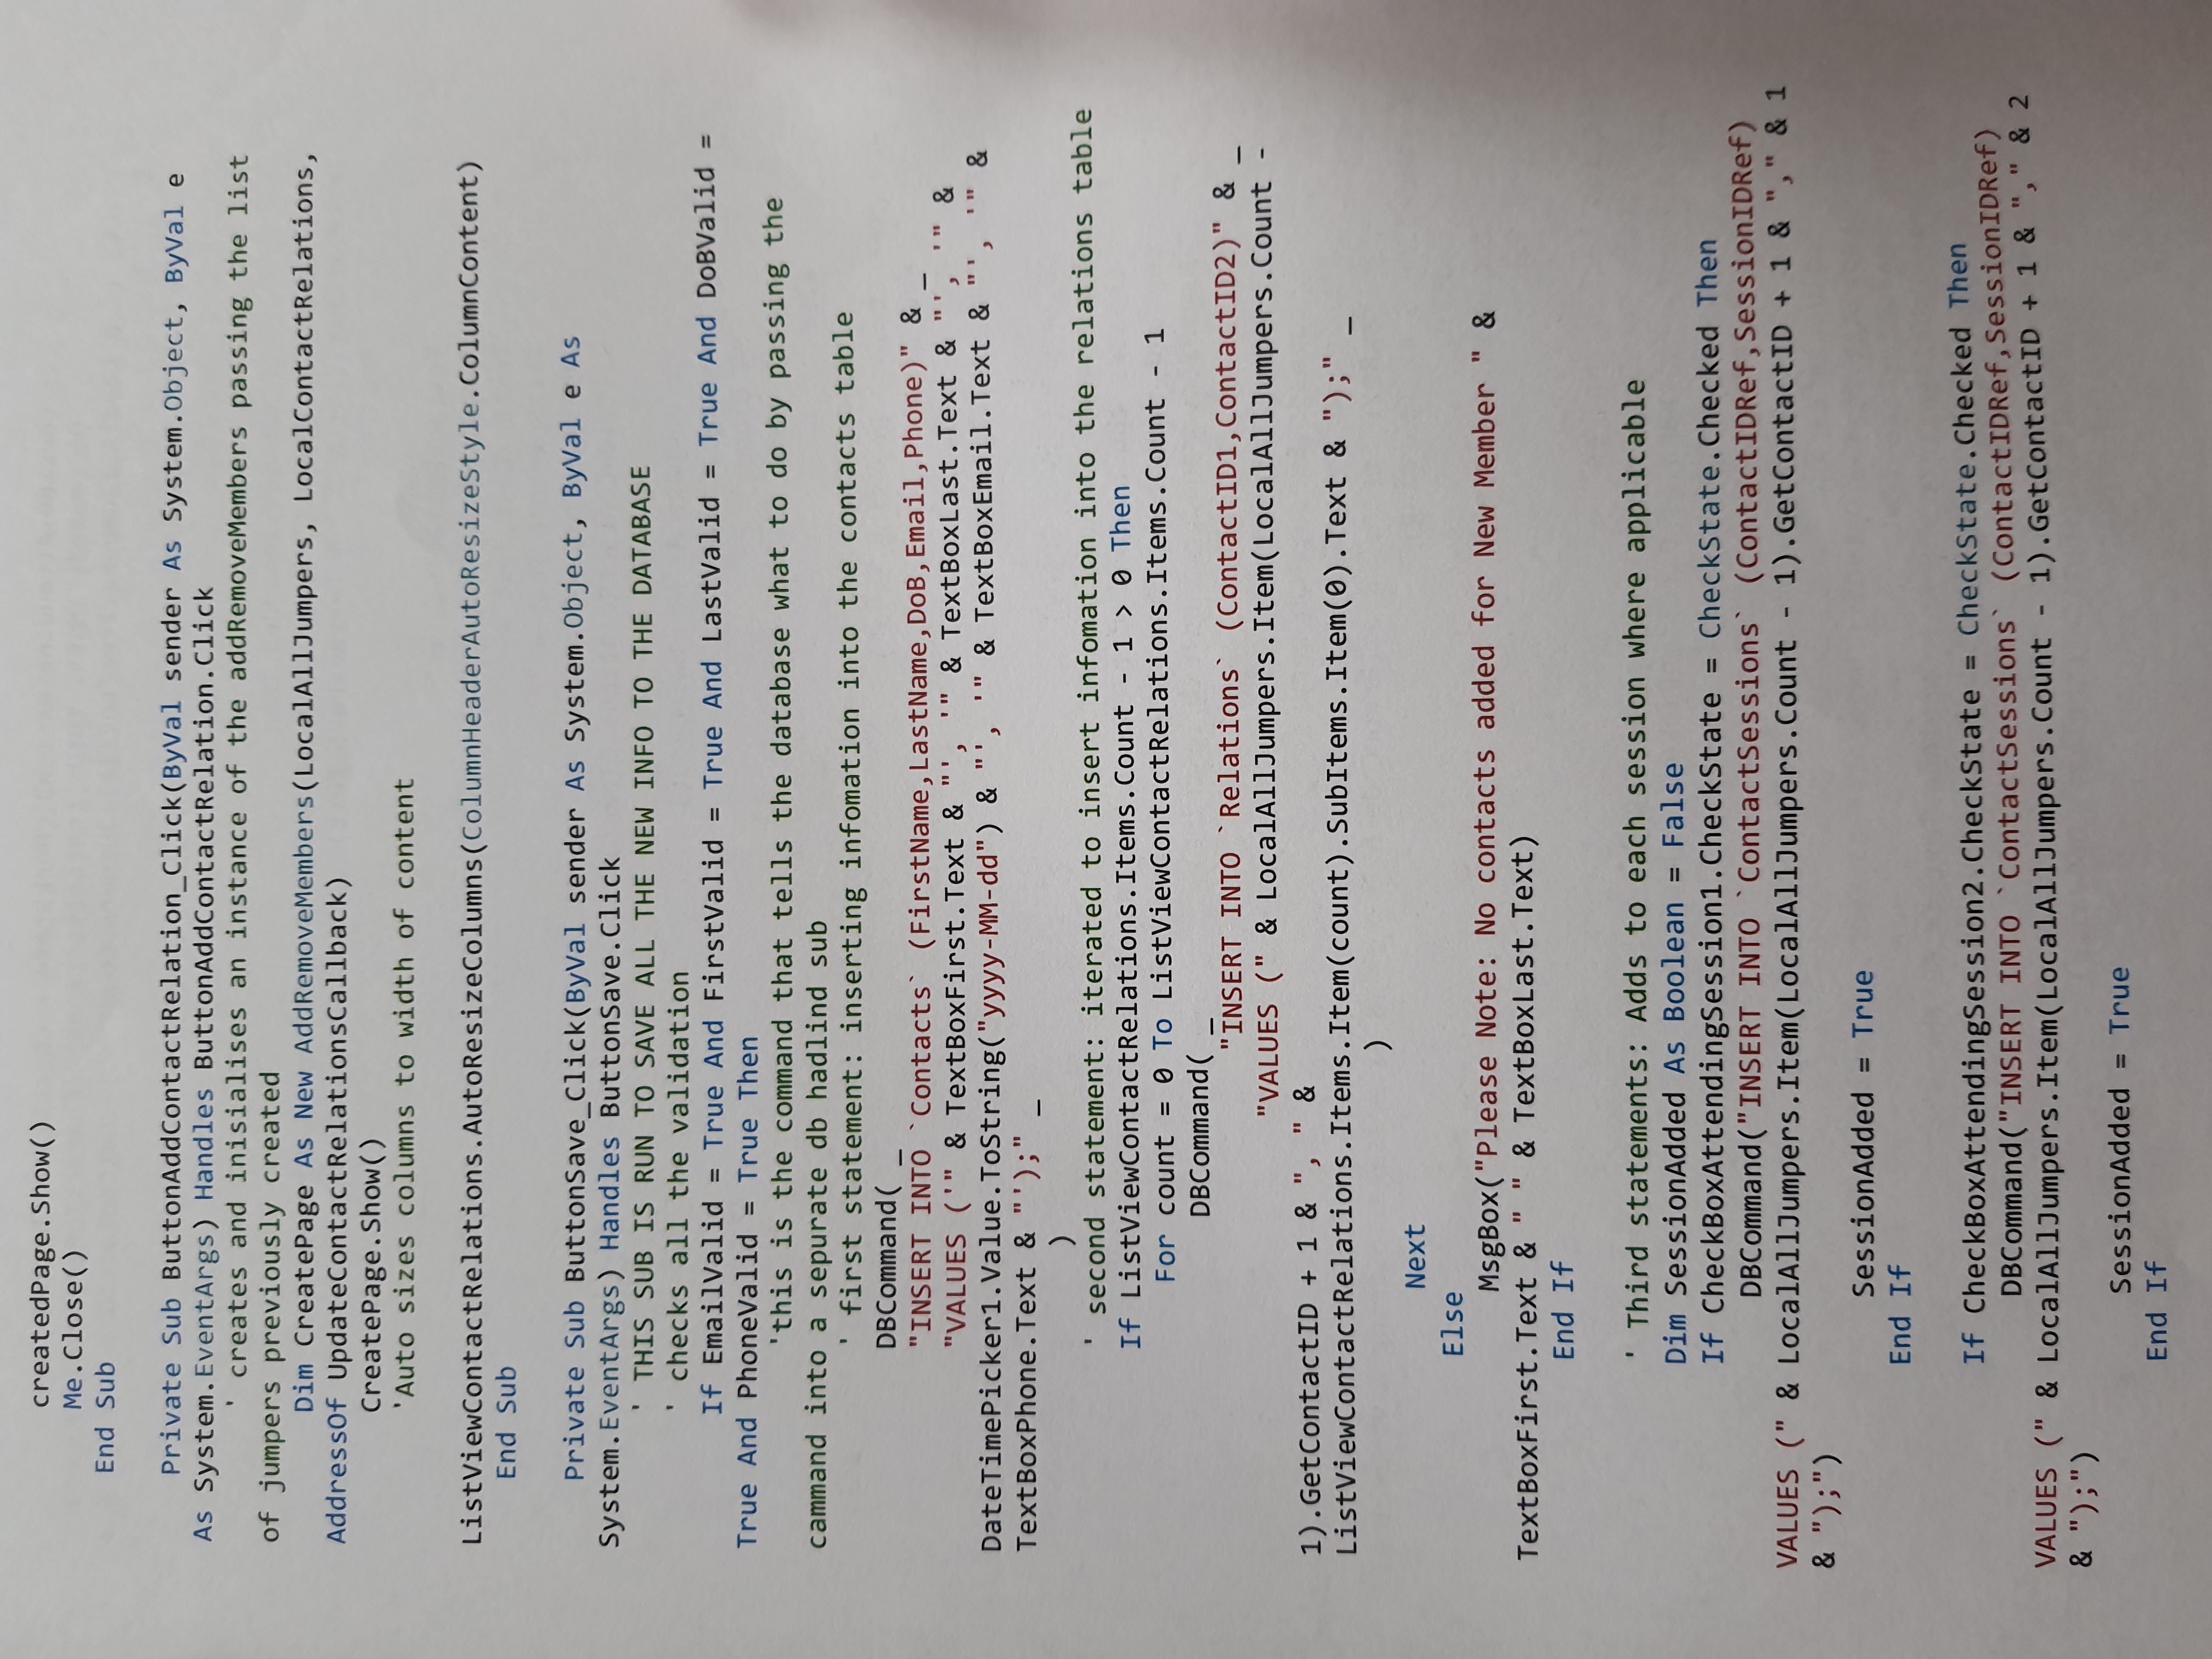 createdPage.Show()
Me.Close()
End Sub
Private Sub ButtonAddContactRelation_Click(ByVal sender As System.Object, ByVal e
As System.EventArgs) Handles ButtonAddContactRelation.Click
' creates and inisialises an instance of the addRemoveMembers passing the list
of jumpers previously created
Dim CreatePage As New AddRemoveMembers(LocalAllJumpers, LocalContactRelations,
AddressOf UpdateContactRelationsCallback)
CreatePage.Show()
'Auto sizes columns to width of content
ListViewContactRelations.AutoResizeColumns(ColumnHeaderAutoResizeStyle.ColumnContent)
End Sub
Private Sub ButtonSave_Click(ByVal sender As System.Object, ByVal e As
System.EventArgs) Handles ButtonSave.Click
' THIS SUB IS RUN TO SAVE ALL THE NEW INFO TO THE DATABASE
' checks all the validation
If EmailValid = True And FirstValid = True And LastValid = True And DoBValid =
True And PhoneValid = True Then
'this is the command that tells the database what to do by passing the
cammand into a sepurate db hadlind sub
' first statement: inserting infomation into the contacts table
DBCommand( _
"INSERT INTO `Contacts` (FirstName,LastName,DoB,Email,Phone)" & _
"VALUES ('" & TextBoxFirst.Text & "', '" & TextBoxLast.Text & "', '" &
DateTimePicker1.Value.ToString("yyyy-MM-dd") & "', '" & TextBoxEmail.Text & "', '" &
TextBoxPhone.Text & "');" _
)
' second statement: iterated to insert infomation into the relations table
If ListViewContactRelations.Items.Count - 1 > 0 Then
For count = 0 To ListViewContactRelations.Items.Count - 1
DBCommand( _
"INSERT INTO `Relations` (ContactID1,ContactID2)" & _
"VALUES (" & LocalAllJumpers.Item(LocalAllJumpers.Count -
1).GetContactID + 1 & ", " &
ListViewContactRelations.Items.Item(count).SubItems.Item(0).Text & ");" _
)
Next
Else
MsgBox("Please Note: No contacts added for New Member " &
TextBoxFirst.Text & " " & TextBoxLast.Text)
End If
' Third statements: Adds to each session where applicable
Dim SessionAdded As Boolean = False
If CheckBoxAttendingSession1.CheckState = CheckState.Checked Then
DBCommand("INSERT INTO `ContactSessions` (ContactIDRef,SessionIDRef)
VALUES (" & LocalAllJumpers.Item(LocalAllJumpers.Count - 1).GetContactID + 1 & "," & 1
& ");")
SessionAdded = True
End If
If CheckBoxAttendingSession2.CheckState = CheckState.Checked Then
DBCommand("INSERT INTO `ContactSessions` (ContactIDRef,SessionIDRef)
VALUES (" & LocalAllJumpers.Item(LocalAllJumpers.Count - 1).GetContactID + 1 & "," & 2
& ");")
SessionAdded = True
End If